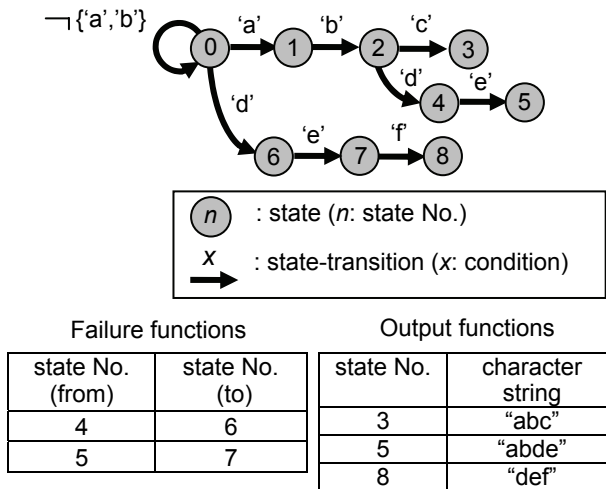 ¬{‘a’,‘b’}
0 ‘a’ 1 ‘b’ 2 ‘c’ 3
‘d’ ‘d’ 4 ‘e’ 5
6 ‘e’ 7 ‘f’ 8
n : state (n: state No.)
x : state-transition (x: condition)
Failure functions
state No. (from) state No. (to)
4 6
5 7
Output functions
state No. character string
3 “abc”
5 “abde”
8 “def”